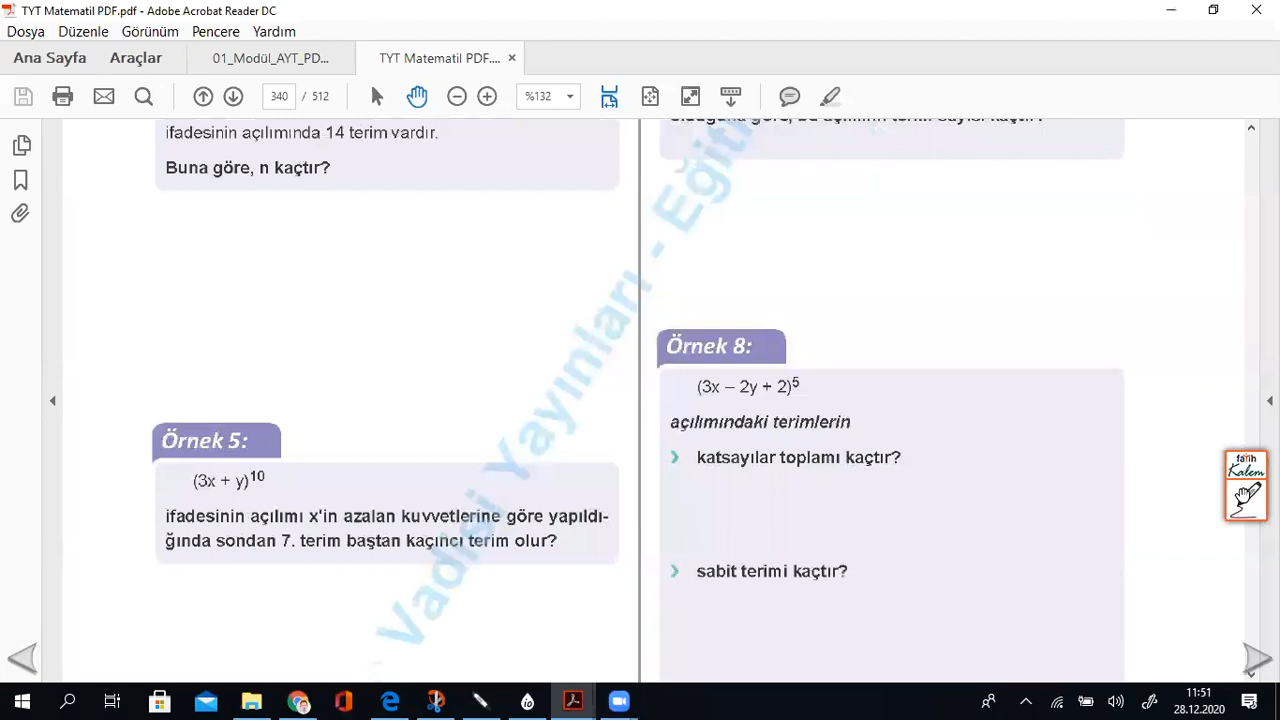 TYT Matematil PDF.pdf - Adobe Acrobat Reader DC
Dosya Düzenle Görünüm Pencere Yardım
Ana Sayfa Araçlar 01_Modül_AYT_PD... TYT Matematil PDF.... ×
340 / 512 %132
ifadesinin açılımında 14 terim vardır.
Buna göre, n kaçtır?
Örnek 5:
(3x + y)¹⁰
ifadesinin açılımı x'in azalan kuvvetlerine göre yapıldı-
ğında sondan 7. terim baştan kaçıncı terim olur?
Örnek 8:
(3x – 2y + 2)⁵
açılımındaki terimlerin
› katsayılar toplamı kaçtır?
› sabit terimi kaçtır?
Vadisi Yayınları - Eğiti
fatih
Kalem
11:51
28.12.2020